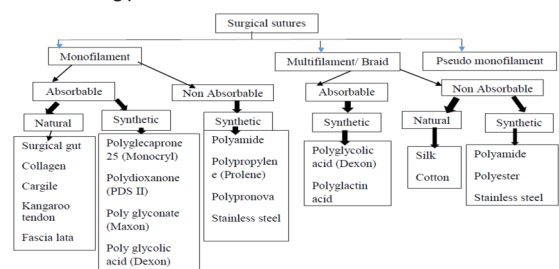 Surgical sutures
Monofilament
Multifilament/ Braid
Pseudo monofilament
Absorbable
Non Absorbable
Absorbable
Non Absorbable
Natural
Synthetic
Synthetic
Synthetic
Natural
Synthetic
Surgical gut
Collagen
Cargile
Kangaroo
tendon
Fascia lata
Polyglecaprone
25 (Monocryl)
Polydioxanone
(PDS II)
Poly glyconate
(Maxon)
Poly glycolic
acid (Dexon)
Polyamide
Polypropylen
e (Prolene)
Polypronova
Stainless steel
Polyglycolic
acid (Dexon)
Polyglactin
acid
Silk
Cotton
Polyamide
Polyester
Stainless steel